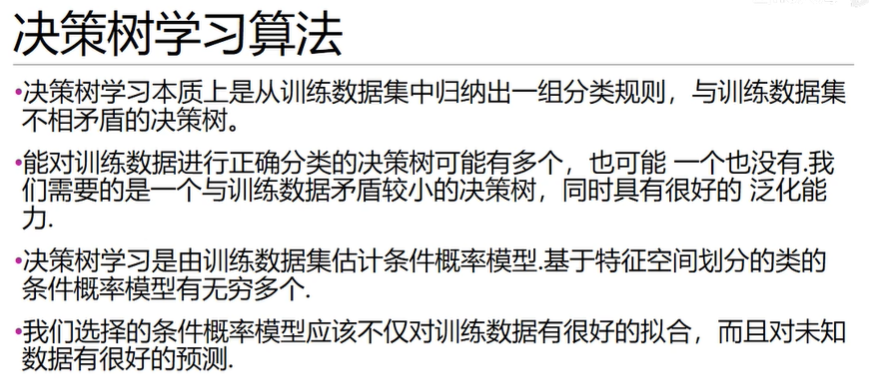 决策树学习算法
•决策树学习本质上是从训练数据集中归纳出一组分类规则，与训练数据集
不相矛盾的决策树。
•能对训练数据进行正确分类的决策树可能有多个，也可能 一个也没有.我
们需要的是一个与训练数据矛盾较小的决策树，同时具有很好的 泛化能
力.
•决策树学习是由训练数据集估计条件概率模型.基于特征空间划分的类的
条件概率模型有无穷多个.
•我们选择的条件概率模型应该不仅对训练数据有很好的拟合，而且对未知
数据有很好的预测.